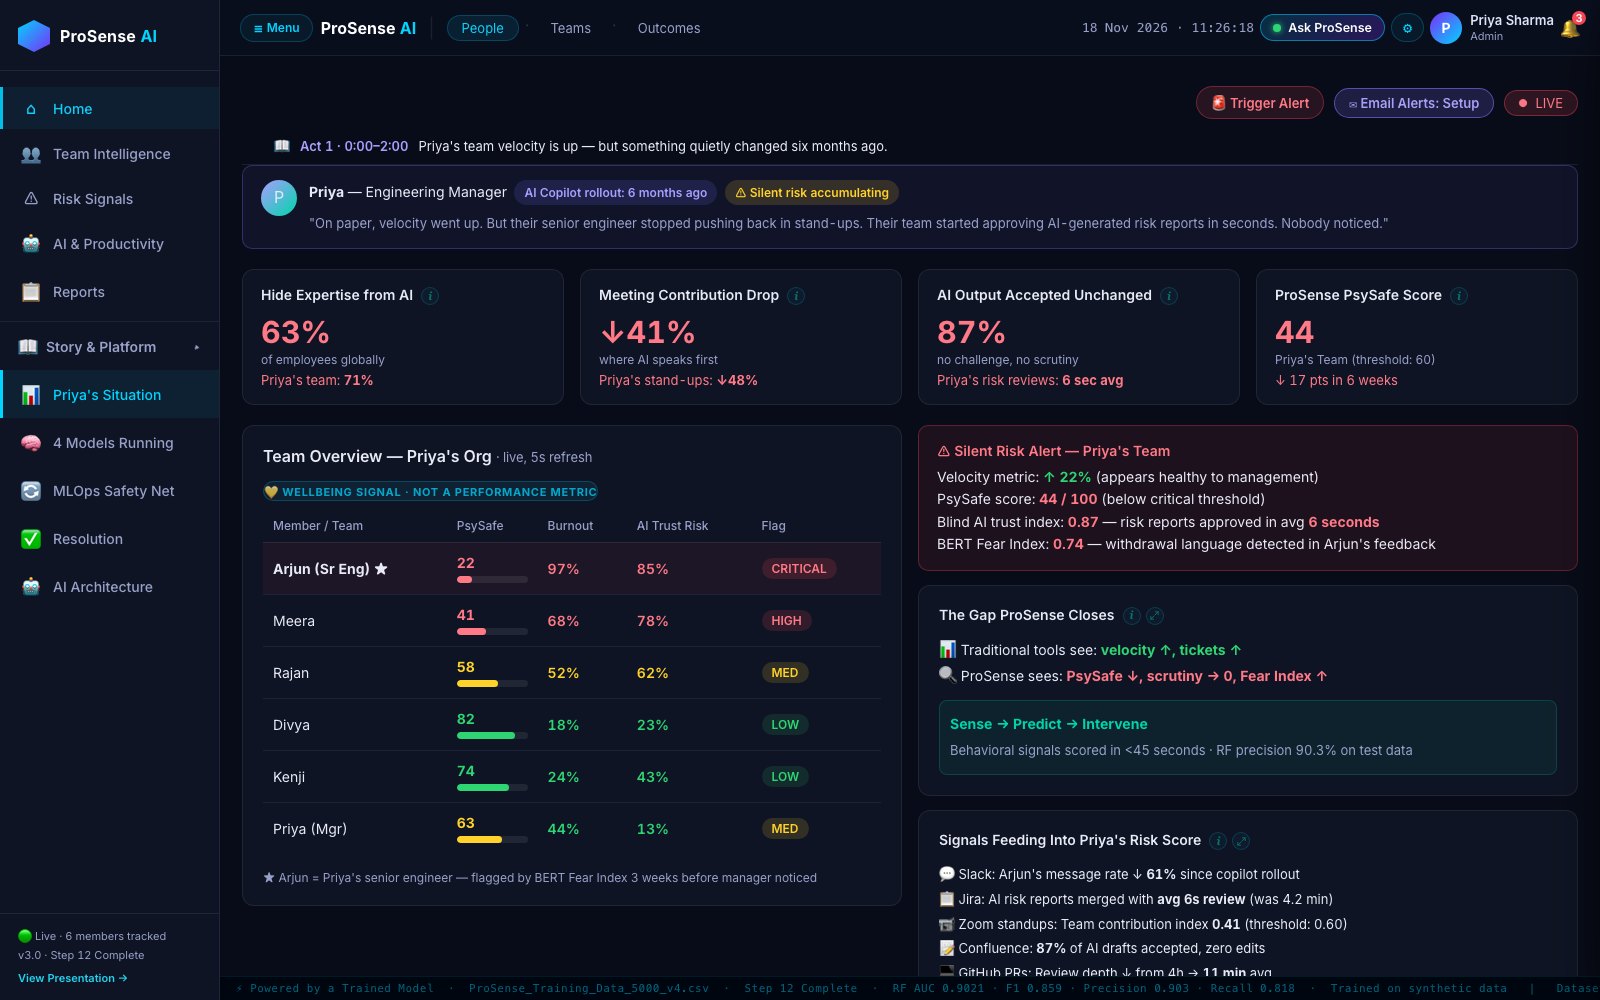 ProSense AI
Home
Team Intelligence
Risk Signals
AI & Productivity
Reports
Story & Platform
Priya's Situation
4 Models Running
MLOps Safety Net
Resolution
AI Architecture
Live · 6 members tracked
v3.0 · Step 12 Complete
View Presentation →
≡ Menu
ProSense AI
People
Teams
Outcomes
18 Nov 2026 · 11:26:18
Ask ProSense
P
Priya Sharma
Admin
3
Trigger Alert
Email Alerts: Setup
LIVE
Act 1 · 0:00–2:00 Priya's team velocity is up — but something quietly changed six months ago.
P
Priya — Engineering Manager
AI Copilot rollout: 6 months ago
⚠ Silent risk accumulating
"On paper, velocity went up. But their senior engineer stopped pushing back in stand-ups. Their team started approving AI-generated risk reports in seconds. Nobody noticed."
Hide Expertise from AI i
63%
of employees globally
Priya's team: 71%
Meeting Contribution Drop i
↓41%
where AI speaks first
Priya's stand-ups: ↓48%
AI Output Accepted Unchanged i
87%
no challenge, no scrutiny
Priya's risk reviews: 6 sec avg
ProSense PsySafe Score i
44
Priya's Team (threshold: 60)
↓ 17 pts in 6 weeks
Team Overview — Priya's Org · live, 5s refresh
WELLBEING SIGNAL · NOT A PERFORMANCE METRIC
Member / Team PsySafe Burnout AI Trust Risk Flag
Arjun (Sr Eng) ★ 22 97% 85% CRITICAL
Meera 41 68% 78% HIGH
Rajan 58 52% 62% MED
Divya 82 18% 23% LOW
Kenji 74 24% 43% LOW
Priya (Mgr) 63 44% 13% MED
★ Arjun = Priya's senior engineer — flagged by BERT Fear Index 3 weeks before manager noticed
⚠ Silent Risk Alert — Priya's Team
Velocity metric: ↑ 22% (appears healthy to management)
PsySafe score: 44 / 100 (below critical threshold)
Blind AI trust index: 0.87 — risk reports approved in avg 6 seconds
BERT Fear Index: 0.74 — withdrawal language detected in Arjun's feedback
The Gap ProSense Closes i
Traditional tools see: velocity ↑, tickets ↑
ProSense sees: PsySafe ↓, scrutiny → 0, Fear Index ↑
Sense → Predict → Intervene
Behavioral signals scored in <45 seconds · RF precision 90.3% on test data
Signals Feeding Into Priya's Risk Score i
Slack: Arjun's message rate ↓ 61% since copilot rollout
Jira: AI risk reports merged with avg 6s review (was 4.2 min)
Zoom standups: Team contribution index 0.41 (threshold: 0.60)
Confluence: 87% of AI drafts accepted, zero edits
GitHub PRs: Review depth ↓ from 4h → 11 min avg
⚡ Powered by a Trained Model · ProSense_Training_Data_5000_v4.csv · Step 12 Complete · RF AUC 0.9021 · F1 0.859 · Precision 0.903 · Recall 0.818 · Trained on synthetic data | Datase